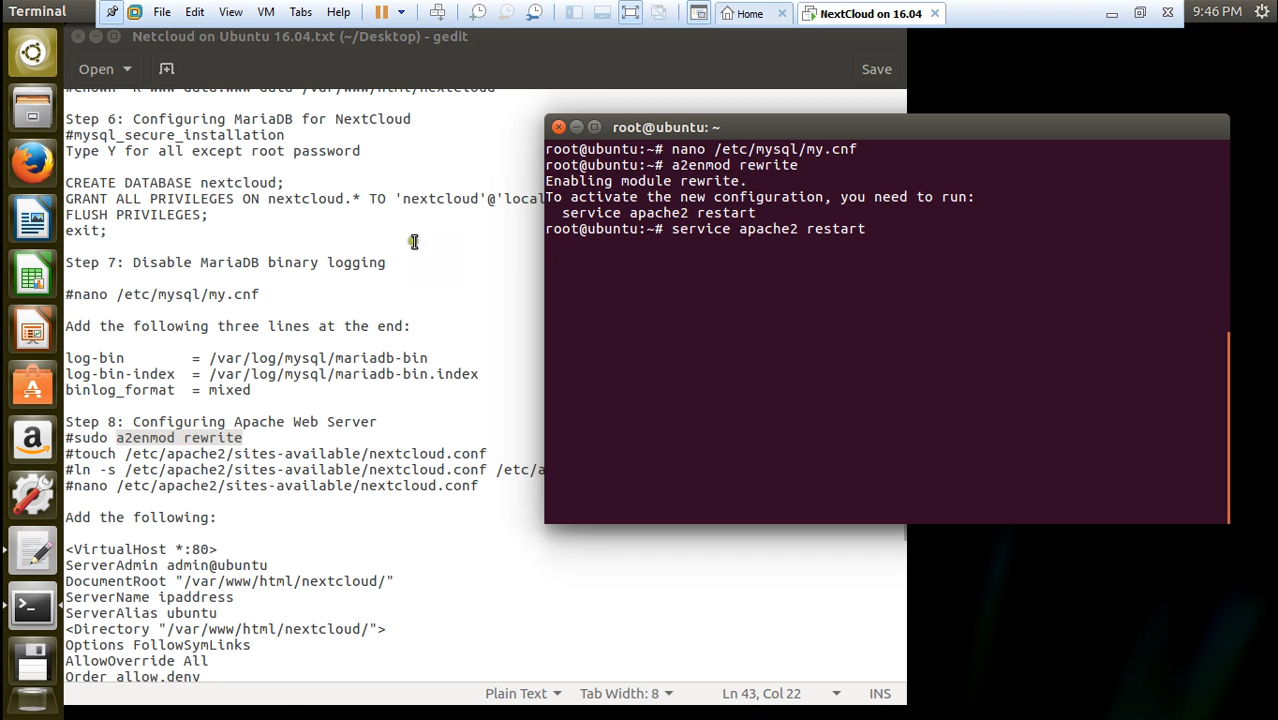 Terminal
File Edit View VM Tabs Help
Home
NextCloud on 16.04
9:46 PM
Netcloud on Ubuntu 16.04.txt (~/Desktop) - gedit
Open
Save
#chown -R www-data:www-data /var/www/html/nextcloud
Step 6: Configuring MariaDB for NextCloud
#mysql_secure_installation
Type Y for all except root password
CREATE DATABASE nextcloud;
GRANT ALL PRIVILEGES ON nextcloud.* TO 'nextcloud'@'local
FLUSH PRIVILEGES;
exit;
Step 7: Disable MariaDB binary logging
#nano /etc/mysql/my.cnf
Add the following three lines at the end:
log-bin = /var/log/mysql/mariadb-bin
log-bin-index = /var/log/mysql/mariadb-bin.index
binlog_format = mixed
Step 8: Configuring Apache Web Server
#sudo a2enmod rewrite
#touch /etc/apache2/sites-available/nextcloud.conf
#ln -s /etc/apache2/sites-available/nextcloud.conf /etc/a
#nano /etc/apache2/sites-available/nextcloud.conf
Add the following:
<VirtualHost *:80>
ServerAdmin admin@ubuntu
DocumentRoot "/var/www/html/nextcloud/"
ServerName ipaddress
ServerAlias ubuntu
<Directory "/var/www/html/nextcloud/">
Options FollowSymLinks
AllowOverride All
Order allow,deny
Plain Text
Tab Width: 8
Ln 43, Col 22
INS
root@ubuntu: ~
root@ubuntu:~# nano /etc/mysql/my.cnf
root@ubuntu:~# a2enmod rewrite
Enabling module rewrite.
To activate the new configuration, you need to run:
service apache2 restart
root@ubuntu:~# service apache2 restart